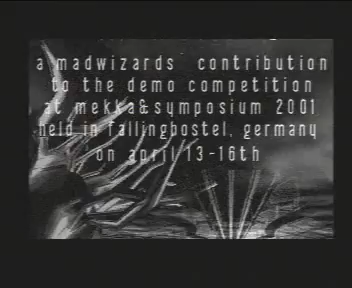 a madwizards contribution
to the demo competition
at mekka&symposium 2001
held in fallingbostel, germany
on april 13-16th